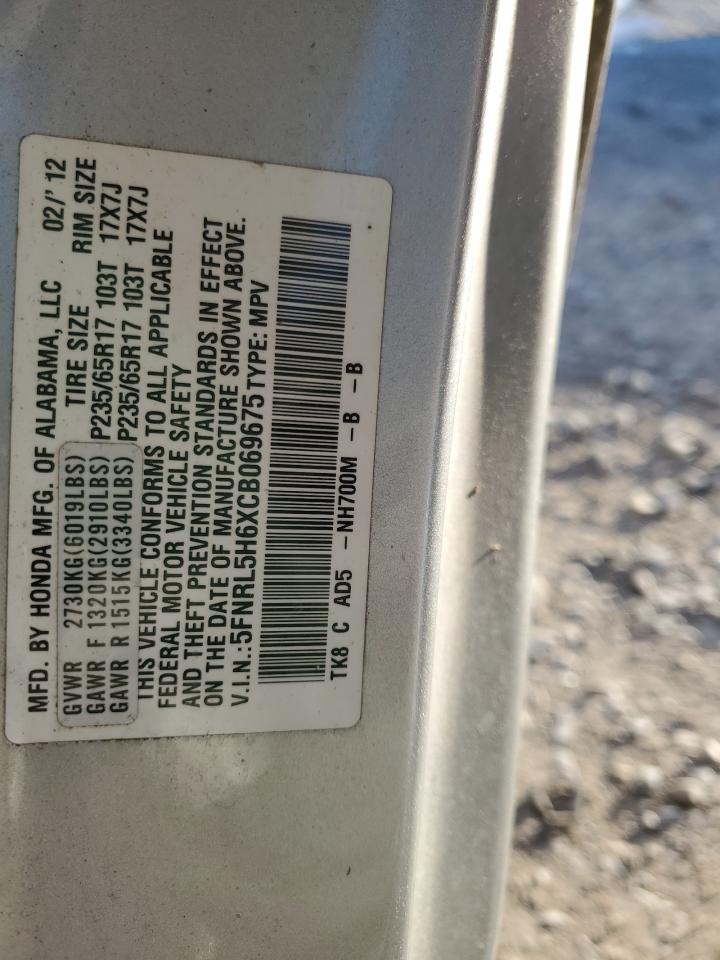 MFD. BY HONDA MFG. OF ALABAMA, LLC 02/' 12
GVWR 2730KG(6019LBS) TIRE SIZE RIM SIZE
GAWR F 1320KG(2910LBS) P235/65R17 103T 17X7J
GAWR R 1515KG(3340LBS) P235/65R17 103T 17X7J
THIS VEHICLE CONFORMS TO ALL APPLICABLE
FEDERAL MOTOR VEHICLE SAFETY
AND THEFT PREVENTION STANDARDS IN EFFECT
ON THE DATE OF MANUFACTURE SHOWN ABOVE.
V.I.N.:5FNRL5H6XCB069675 TYPE: MPV
TK8 C AD5 -NH700M -B -B